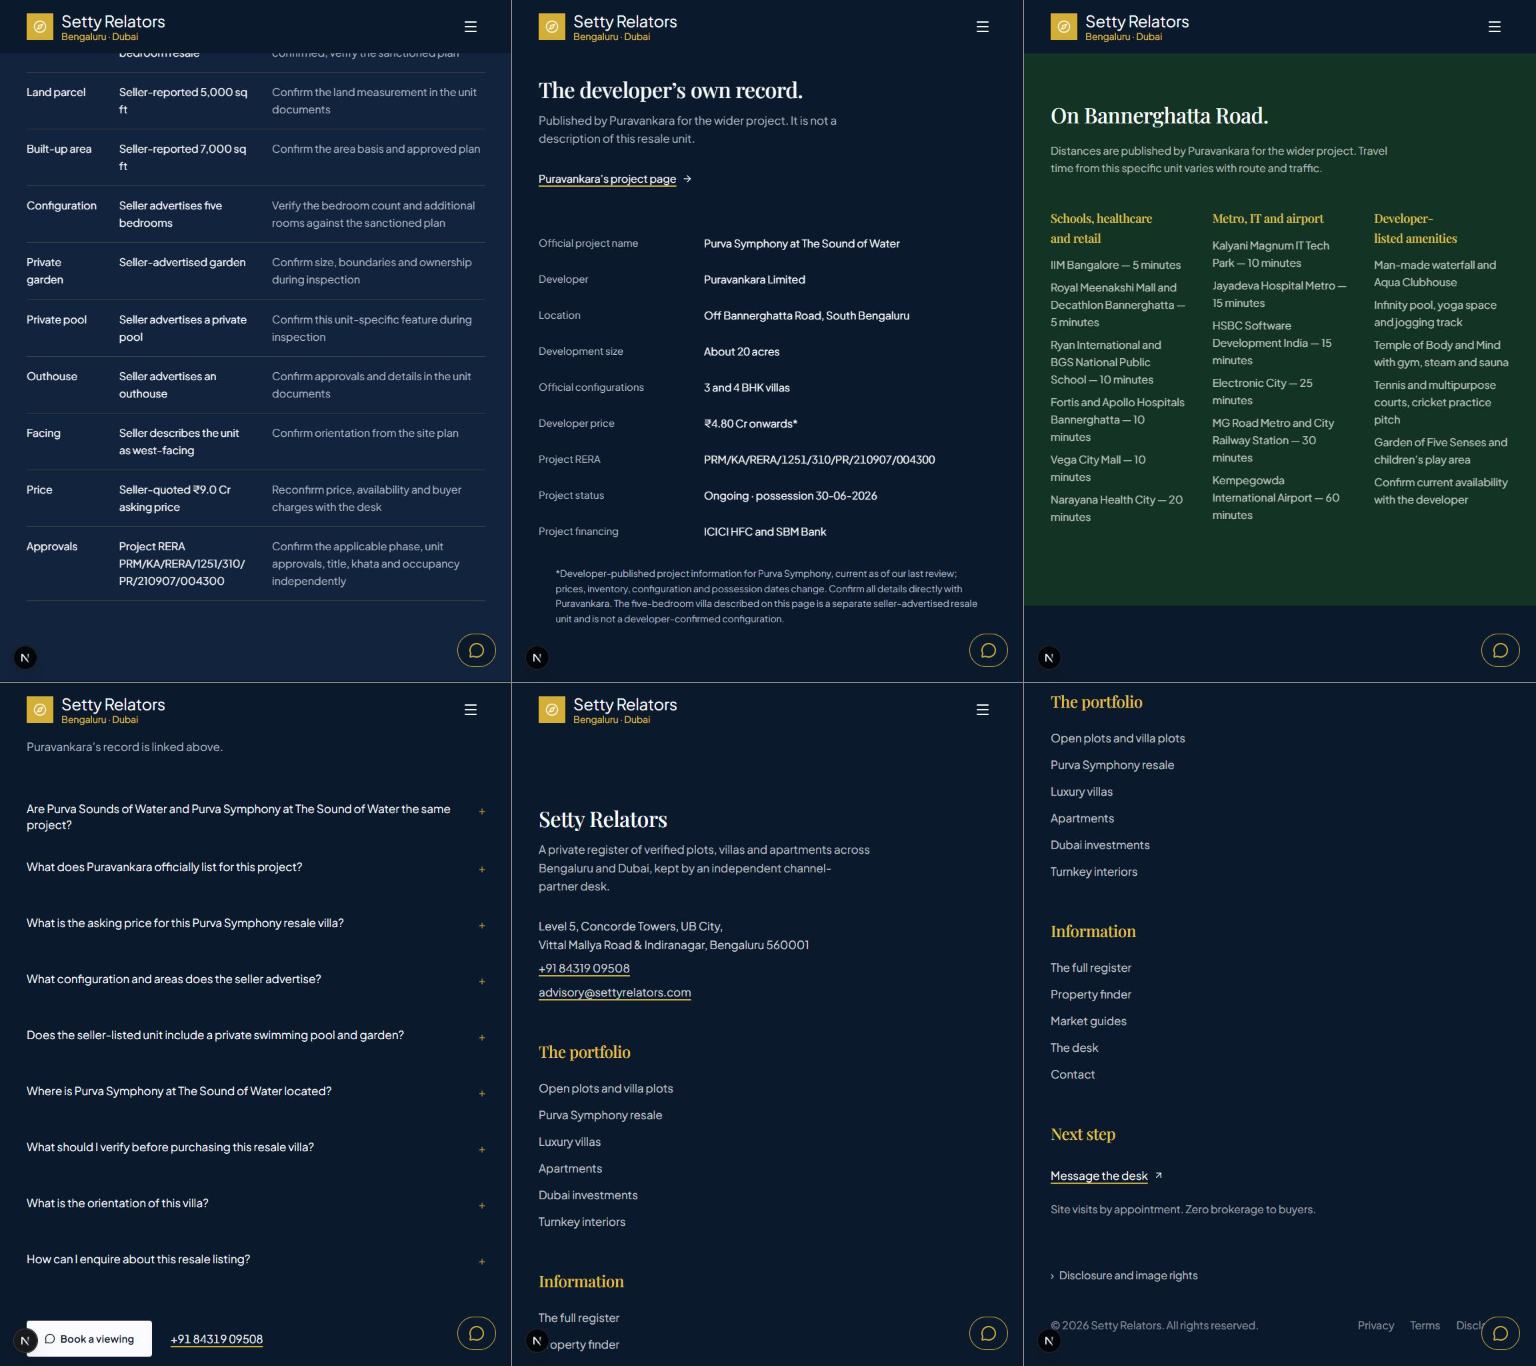 Setty Relators
Bengaluru · Dubai
bedroom resale
confirmed; verify the sanctioned plan
Land parcel
Seller-reported 5,000 sq
ft
Confirm the land measurement in the unit
documents
Built-up area
Seller-reported 7,000 sq
ft
Confirm the area basis and approved plan
Configuration
Seller advertises five
bedrooms
Verify the bedroom count and additional
rooms against the sanctioned plan
Private
garden
Seller-advertised garden
Confirm size, boundaries and ownership
during inspection
Private pool
Seller advertises a private
pool
Confirm this unit-specific feature during
inspection
Outhouse
Seller advertises an
outhouse
Confirm approvals and details in the unit
documents
Facing
Seller describes the unit
as west-facing
Confirm orientation from the site plan
Price
Seller-quoted ₹9.0 Cr
asking price
Reconfirm price, availability and buyer
charges with the desk
Approvals
Project RERA
PRM/KA/RERA/1251/310/
PR/210907/004300
Confirm the applicable phase, unit
approvals, title, khata and occupancy
independently
N
Setty Relators
Bengaluru · Dubai
The developer's own record.
Published by Puravankara for the wider project. It is not a
description of this resale unit.
Puravankara's project page →
Official project name
Purva Symphony at The Sound of Water
Developer
Puravankara Limited
Location
Off Bannerghatta Road, South Bengaluru
Development size
About 20 acres
Official configurations
3 and 4 BHK villas
Developer price
₹4.80 Cr onwards*
Project RERA
PRM/KA/RERA/1251/310/PR/210907/004300
Project status
Ongoing · possession 30-06-2026
Project financing
ICICI HFC and SBM Bank
*Developer-published project information for Purva Symphony, current as of our last review;
prices, inventory, configuration and possession dates change. Confirm all details directly with
Puravankara. The five-bedroom villa described on this page is a separate seller-advertised resale
unit and is not a developer-confirmed configuration.
N
Setty Relators
Bengaluru · Dubai
On Bannerghatta Road.
Distances are published by Puravankara for the wider project. Travel
time from this specific unit varies with route and traffic.
Schools, healthcare
and retail
IIM Bangalore — 5 minutes
Royal Meenakshi Mall and
Decathlon Bannerghatta —
5 minutes
Ryan International and
BGS National Public
School — 10 minutes
Fortis and Apollo Hospitals
Bannerghatta — 10
minutes
Vega City Mall — 10
minutes
Narayana Health City — 20
minutes
Metro, IT and airport
Kalyani Magnum IT Tech
Park — 10 minutes
Jayadeva Hospital Metro —
15 minutes
HSBC Software
Development India — 15
minutes
Electronic City — 25
minutes
MG Road Metro and City
Railway Station — 30
minutes
Kempegowda
International Airport — 60
minutes
Developer-
listed amenities
Man-made waterfall and
Aqua Clubhouse
Infinity pool, yoga space
and jogging track
Temple of Body and Mind
with gym, steam and sauna
Tennis and multipurpose
courts, cricket practice
pitch
Garden of Five Senses and
children's play area
Confirm current availability
with the developer
N
Setty Relators
Bengaluru · Dubai
Puravankara's record is linked above.
Are Purva Sounds of Water and Purva Symphony at The Sound of Water the same
project? +
What does Puravankara officially list for this project? +
What is the asking price for this Purva Symphony resale villa? +
What configuration and areas does the seller advertise? +
Does the seller-listed unit include a private swimming pool and garden? +
Where is Purva Symphony at The Sound of Water located? +
What should I verify before purchasing this resale villa? +
What is the orientation of this villa? +
How can I enquire about this resale listing? +
N
Book a viewing
+91 84319 09508
Setty Relators
Bengaluru · Dubai
Setty Relators
A private register of verified plots, villas and apartments across
Bengaluru and Dubai, kept by an independent channel-
partner desk.
Level 5, Concorde Towers, UB City,
Vittal Mallya Road & Indiranagar, Bengaluru 560001
+91 84319 09508
advisory@settyrelators.com
The portfolio
Open plots and villa plots
Purva Symphony resale
Luxury villas
Apartments
Dubai investments
Turnkey interiors
Information
The full register
N
operty finder
The portfolio
Open plots and villa plots
Purva Symphony resale
Luxury villas
Apartments
Dubai investments
Turnkey interiors
Information
The full register
Property finder
Market guides
The desk
Contact
Next step
Message the desk ↗
Site visits by appointment. Zero brokerage to buyers.
› Disclosure and image rights
© 2026 Setty Relators. All rights reserved.
Privacy
Terms
Discla
N